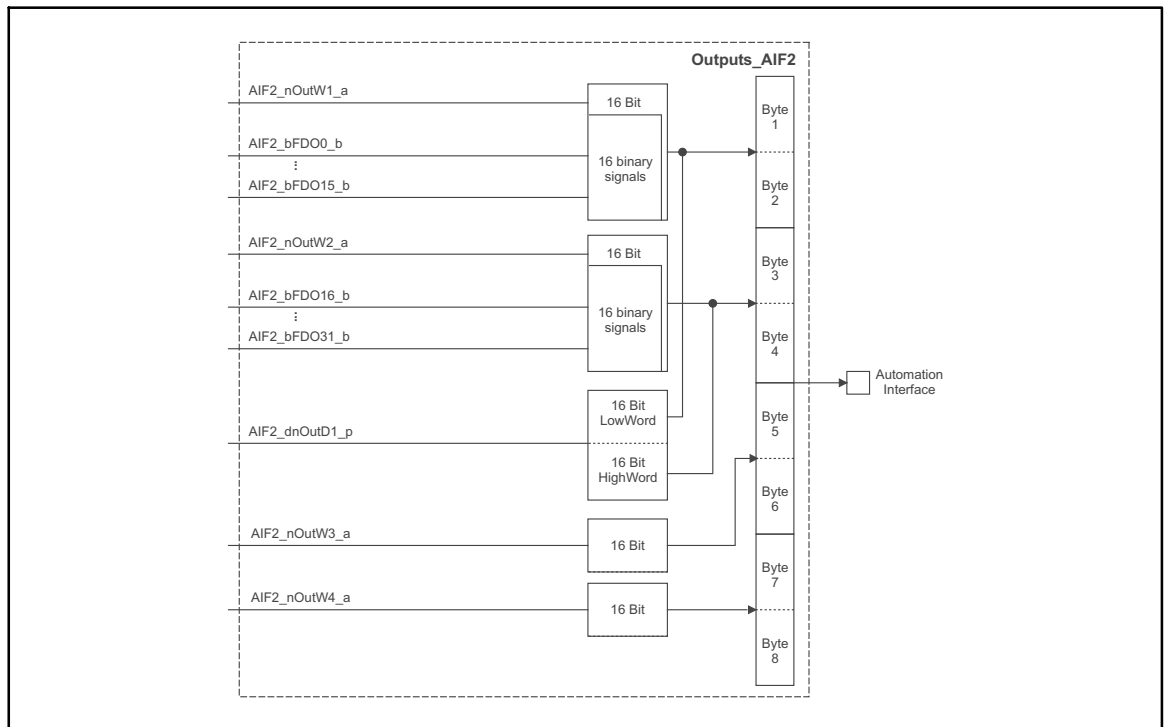 Outputs_AIF2
AIF2_nOutW1_a
16 Bit
AIF2_bFDO0_b
⋮
AIF2_bFDO15_b
16 binary
signals
Byte
1
Byte
2
AIF2_nOutW2_a
16 Bit
AIF2_bFDO16_b
⋮
AIF2_bFDO31_b
16 binary
signals
Byte
3
Byte
4
Automation
Interface
AIF2_dnOutD1_p
16 Bit
LowWord
16 Bit
HighWord
Byte
5
Byte
6
AIF2_nOutW3_a
16 Bit
Byte
7
AIF2_nOutW4_a
16 Bit
Byte
8